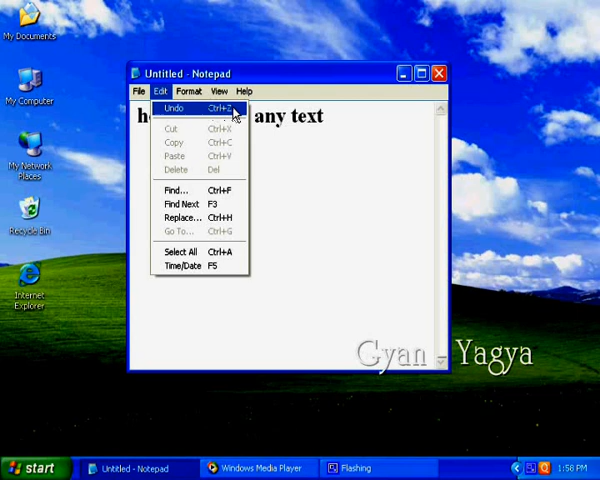 My Documents
My Computer
My Network
Places
Recycle Bin
Internet
Explorer
Untitled - Notepad
File Edit Format View Help
any text
Undo Ctrl+Z
Cut Ctrl+X
Copy Ctrl+C
Paste Ctrl+V
Delete Del
Find... Ctrl+F
Find Next F3
Replace... Ctrl+H
Go To... Ctrl+G
Select All Ctrl+A
Time/Date F5
Gyan - Yagya
start
Untitled - Notepad
Windows Media Player
Flashing
1:58 PM